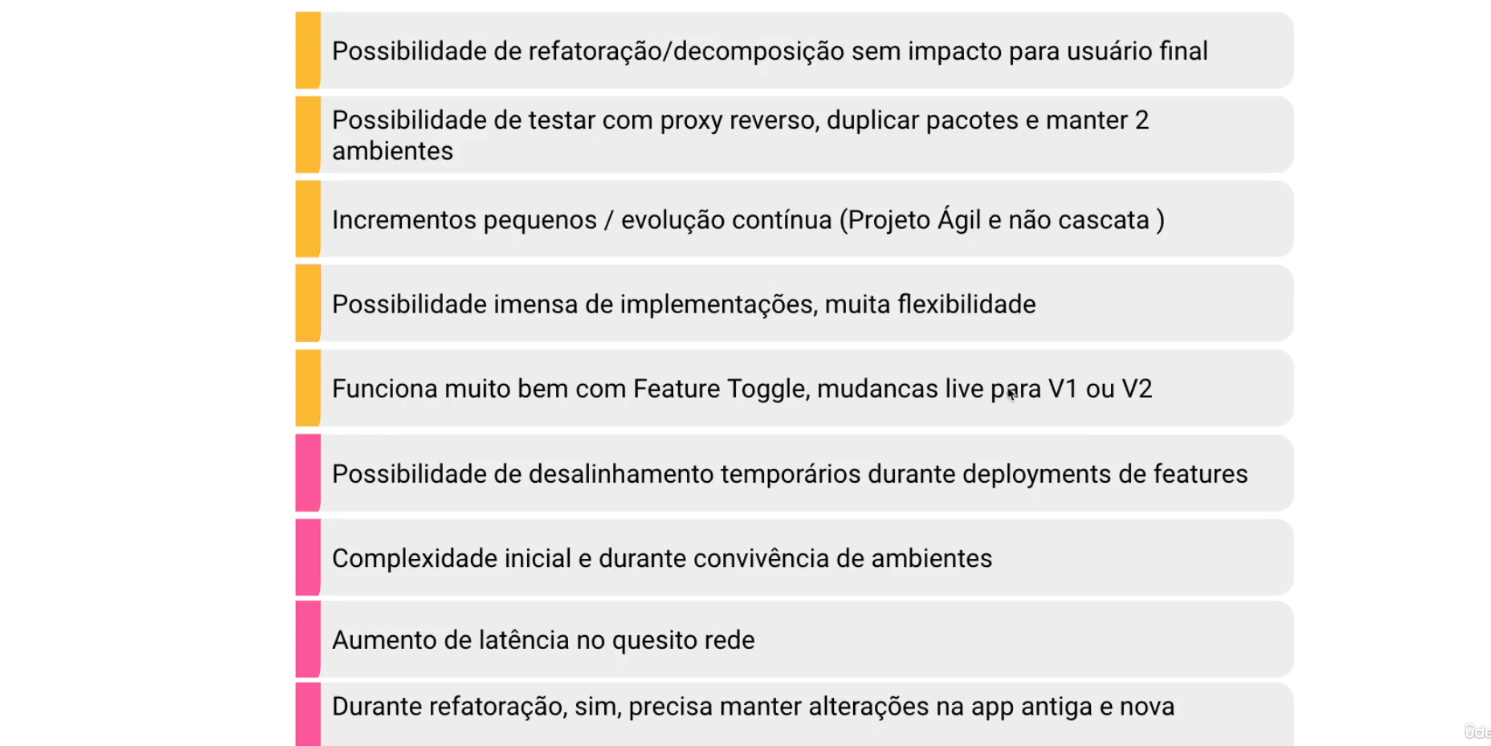 Possibilidade de refatoração/decomposição sem impacto para usuário final
Possibilidade de testar com proxy reverso, duplicar pacotes e manter 2
ambientes
Incrementos pequenos / evolução contínua (Projeto Ágil e não cascata )
Possibilidade imensa de implementações, muita flexibilidade
Funciona muito bem com Feature Toggle, mudancas live para V1 ou V2
Possibilidade de desalinhamento temporários durante deployments de features
Complexidade inicial e durante convivência de ambientes
Aumento de latência no quesito rede
Durante refatoração, sim, precisa manter alterações na app antiga e nova